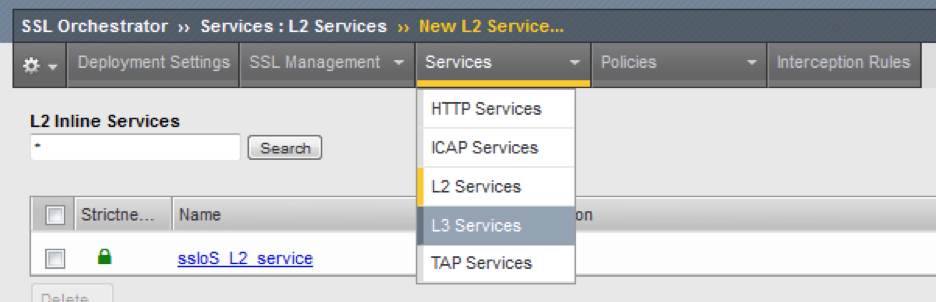 SSL Orchestrator ›› Services : L2 Services ›› New L2 Service...
Deployment Settings SSL Management Services Policies Interception Rules
HTTP Services
ICAP Services
L2 Services
L3 Services
TAP Services
L2 Inline Services
*
Search
Strictne... Name
ssloS_L2_service
Delete...